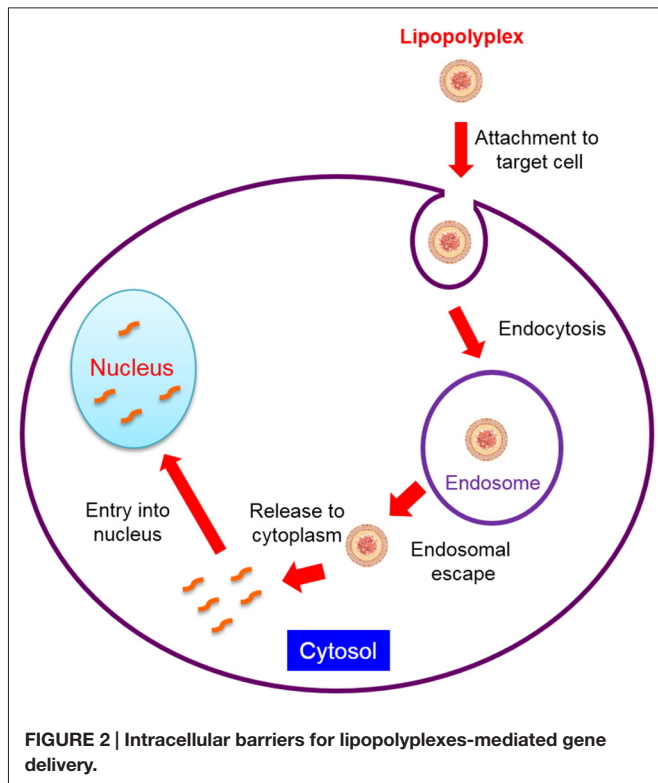 Lipopolyplex
Attachment to
target cell
Endocytosis
Nucleus
Endosome
Entry into
nucleus
Release to
cytoplasm
Endosomal
escape
Cytosol
FIGURE 2 | Intracellular barriers for lipopolyplexes-mediated gene
delivery.